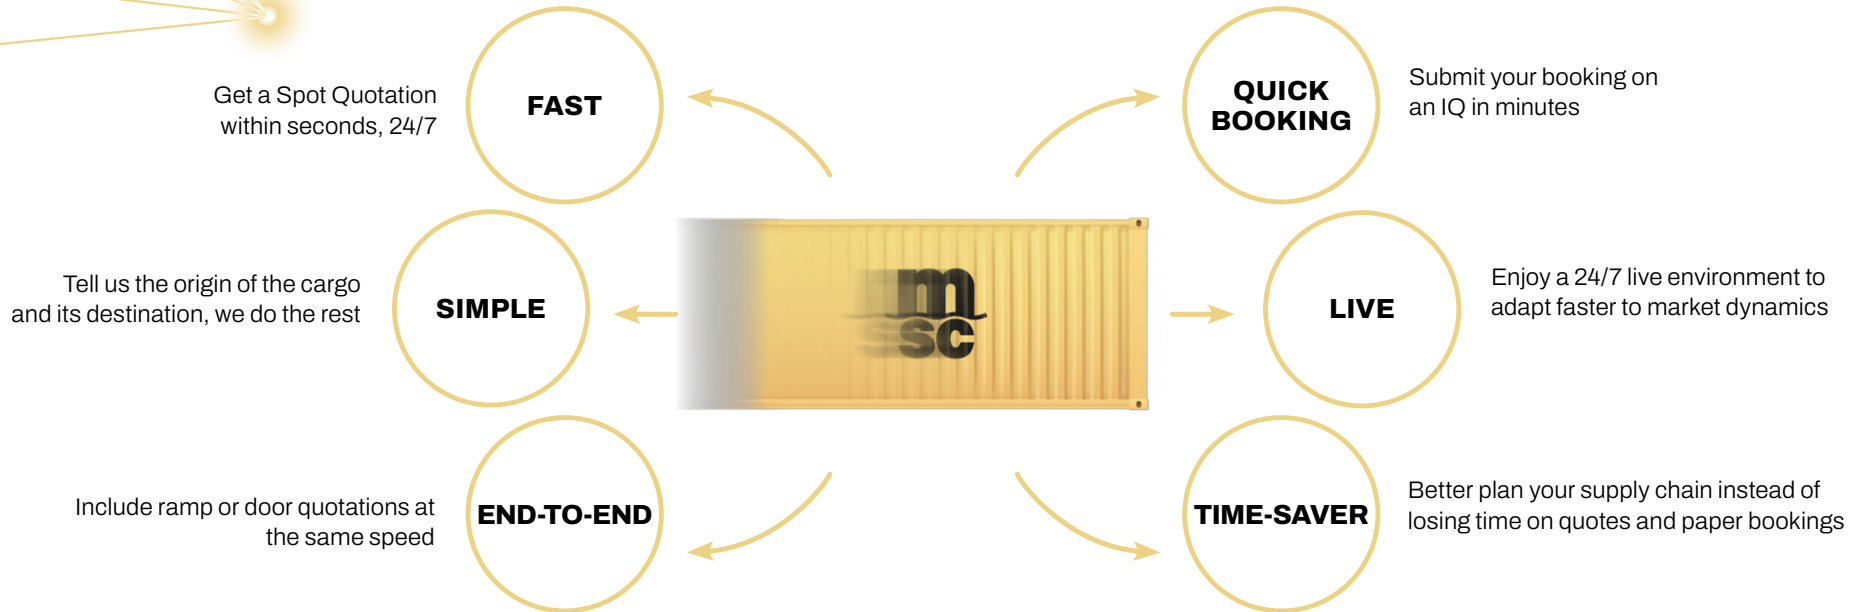 Get a Spot Quotation
within seconds, 24/7
FAST
QUICK
BOOKING
Submit your booking on
an IQ in minutes
Tell us the origin of the cargo
and its destination, we do the rest
SIMPLE
m
sc
LIVE
Enjoy a 24/7 live environment to
adapt faster to market dynamics
Include ramp or door quotations at
the same speed
END-TO-END
TIME-SAVER
Better plan your supply chain instead of
losing time on quotes and paper bookings